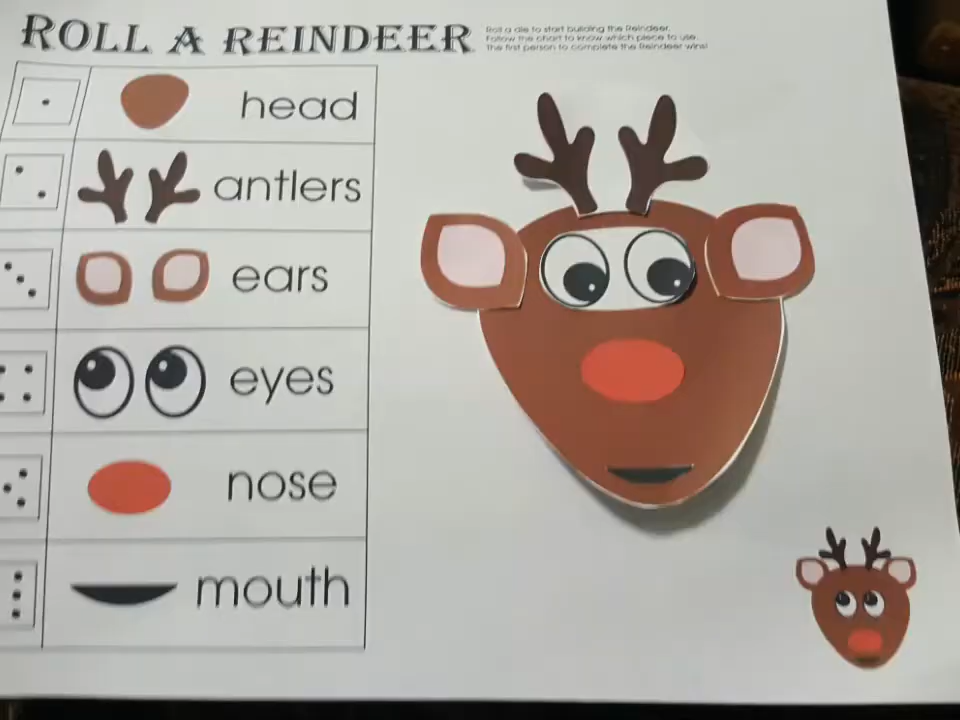 ROLL A REINDEER
Roll a die to start building the Reindeer.
Follow the chart to know which piece to use.
The first person to complete the Reindeer wins!
head
antlers
ears
eyes
nose
mouth